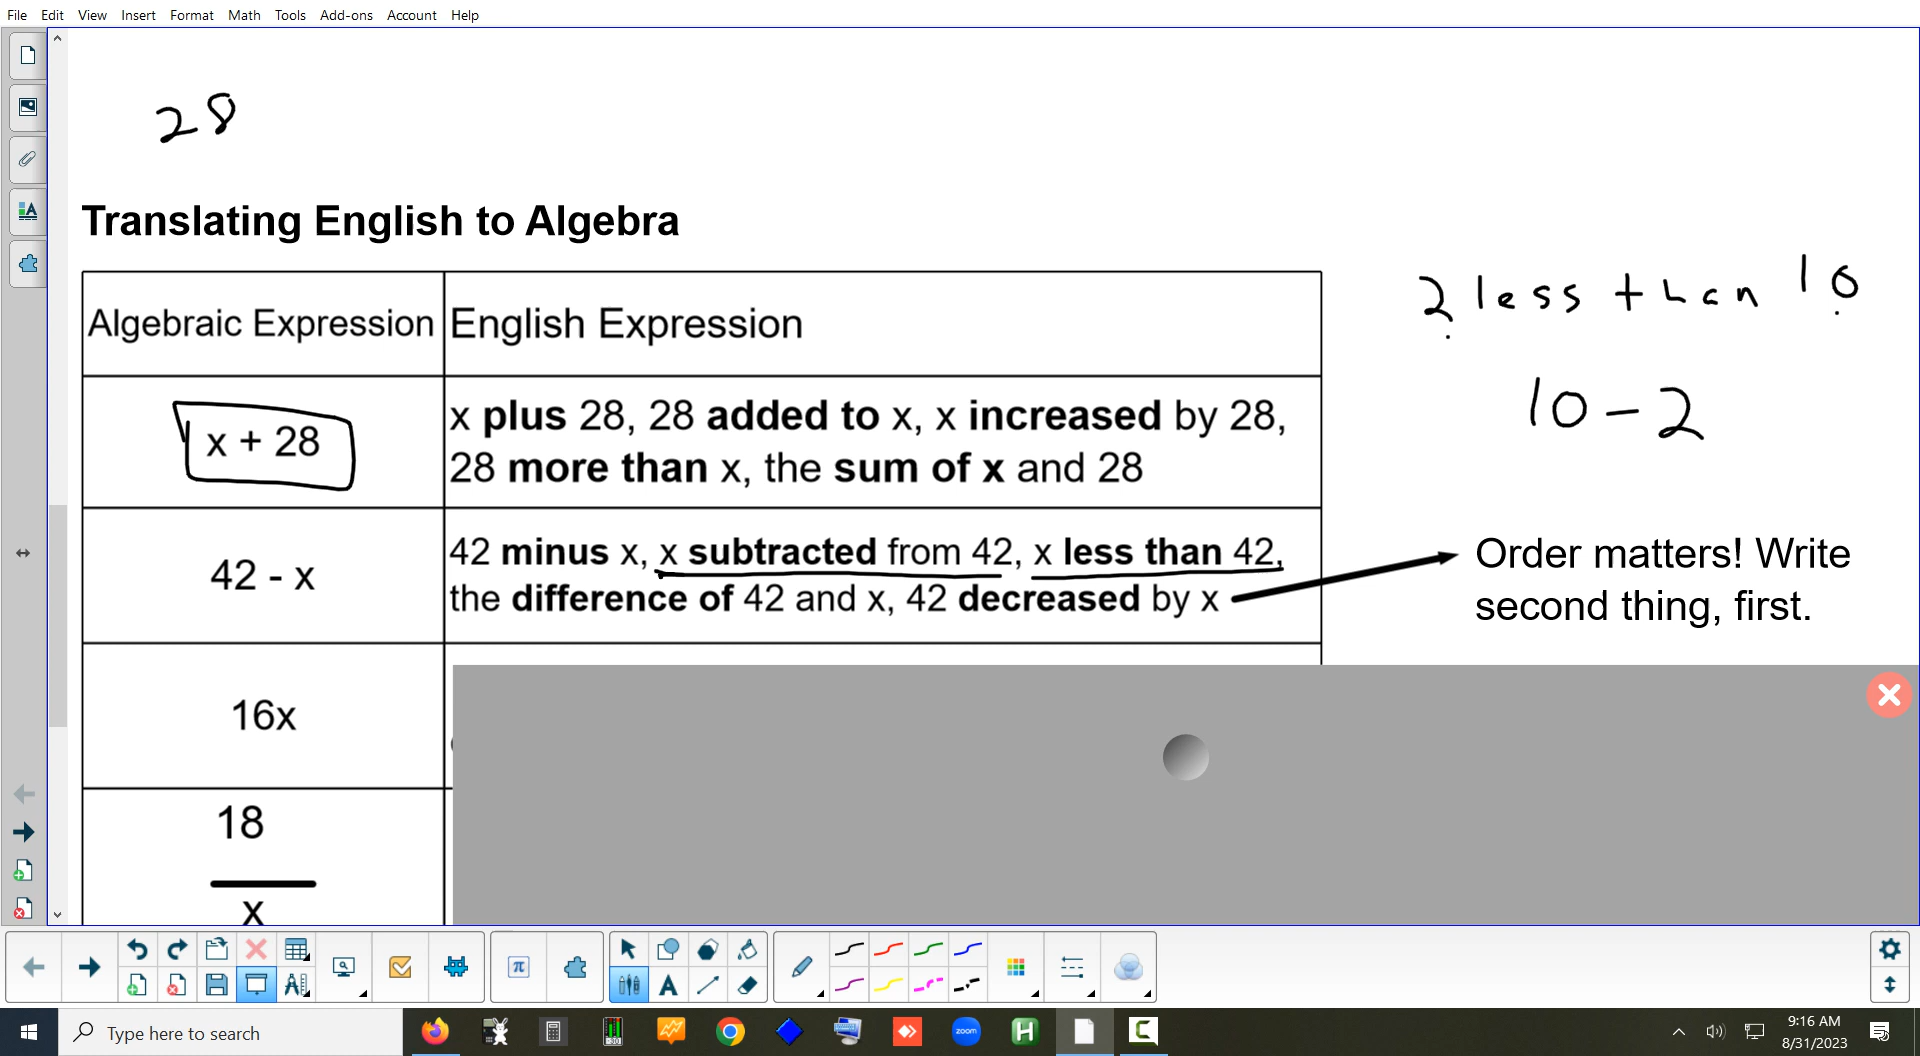 File Edit View Insert Format Math Tools Add-ons Account Help
28
Translating English to Algebra
Algebraic Expression English Expression
x + 28
x plus 28, 28 added to x, x increased by 28,
28 more than x, the sum of x and 28
42 - x
42 minus x, x subtracted from 42, x less than 42,
the difference of 42 and x, 42 decreased by x
16x
18
x
2 less than 10
10 - 2
Order matters! Write
second thing, first.
π
A
Type here to search
zoom
H
C
9:16 AM
8/31/2023